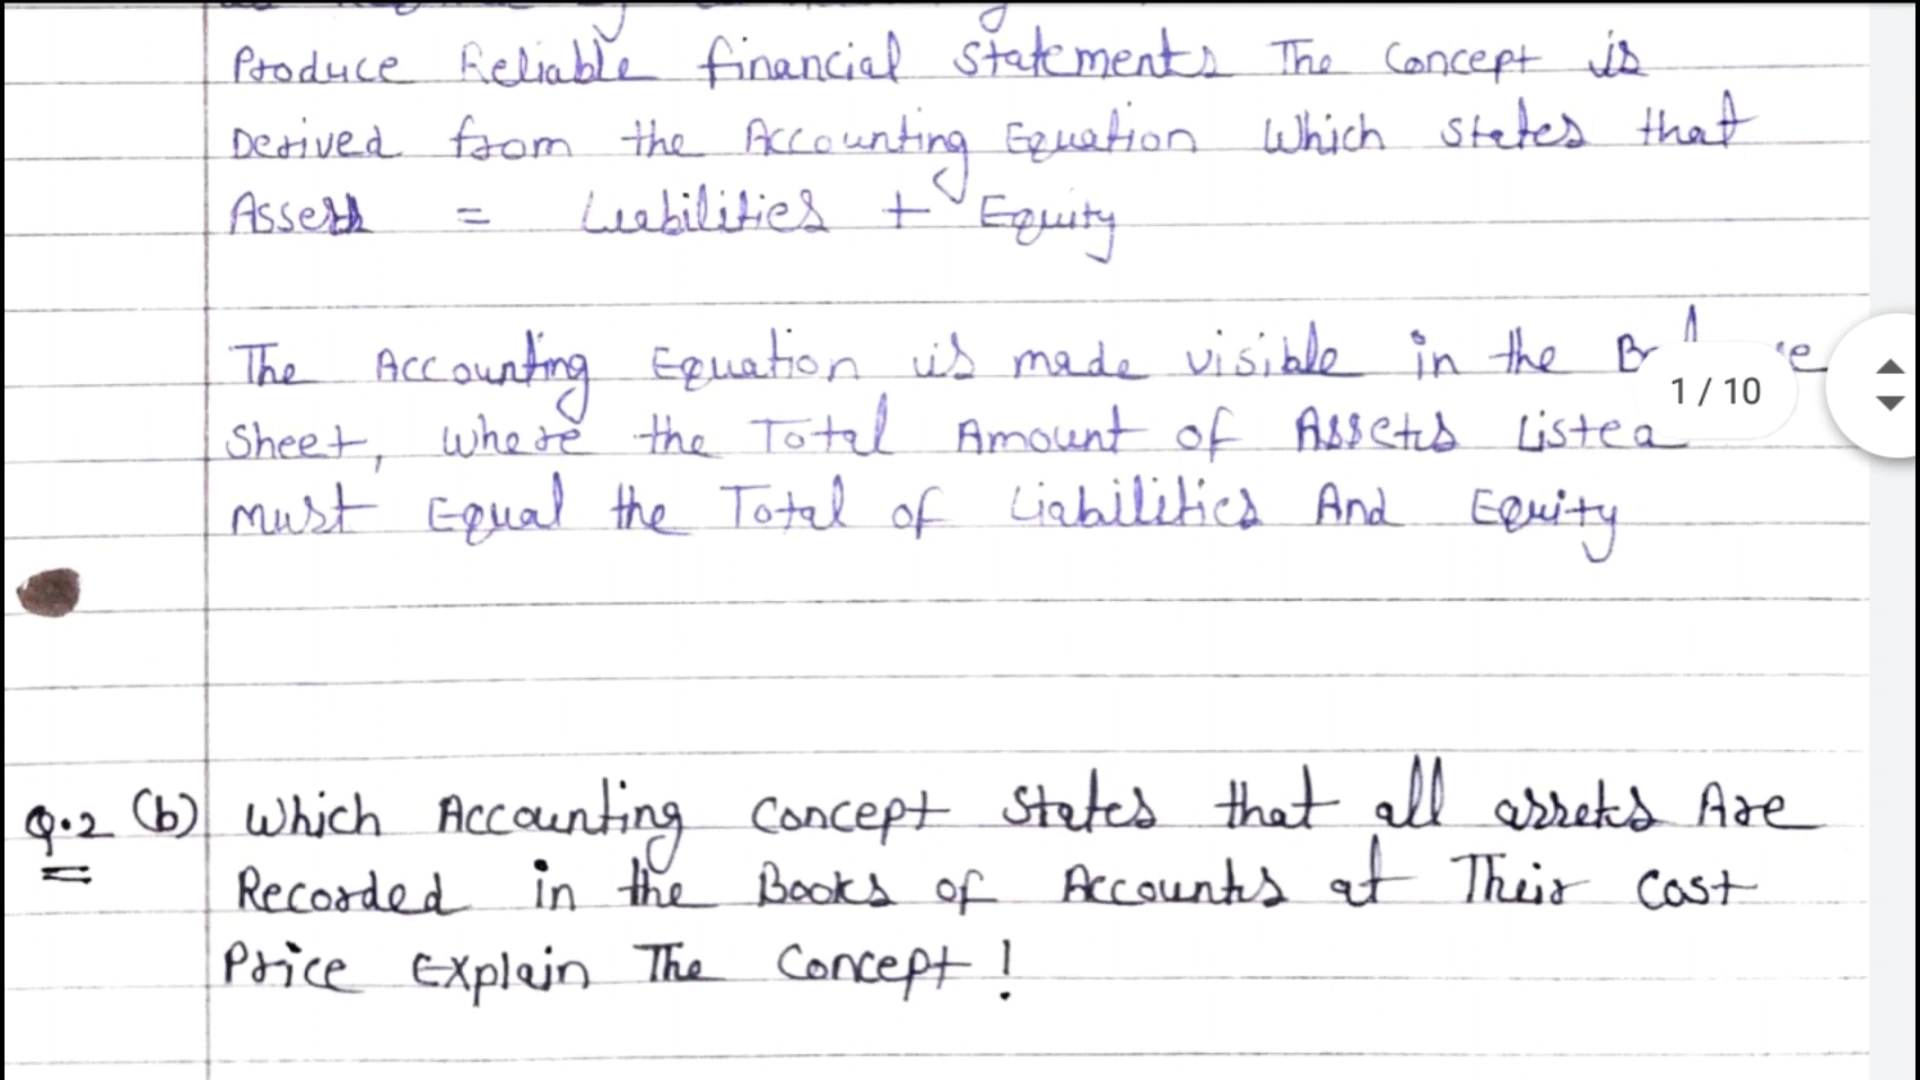 Produce Reliable financial statements The Concept is
Derived from the Accounting Equation Which states that
Assets = Liabilities + Equity
The Accounting Equation is made visible in the
1 / 10
Sheet, where the Total Amount of Assets Listed
must Equal the Total of Liabilities And Equity
Q.2 (b) Which Accounting Concept States that all assets Are
Recorded in the Books of Accounts at Their Cost
Price Explain The Concept !